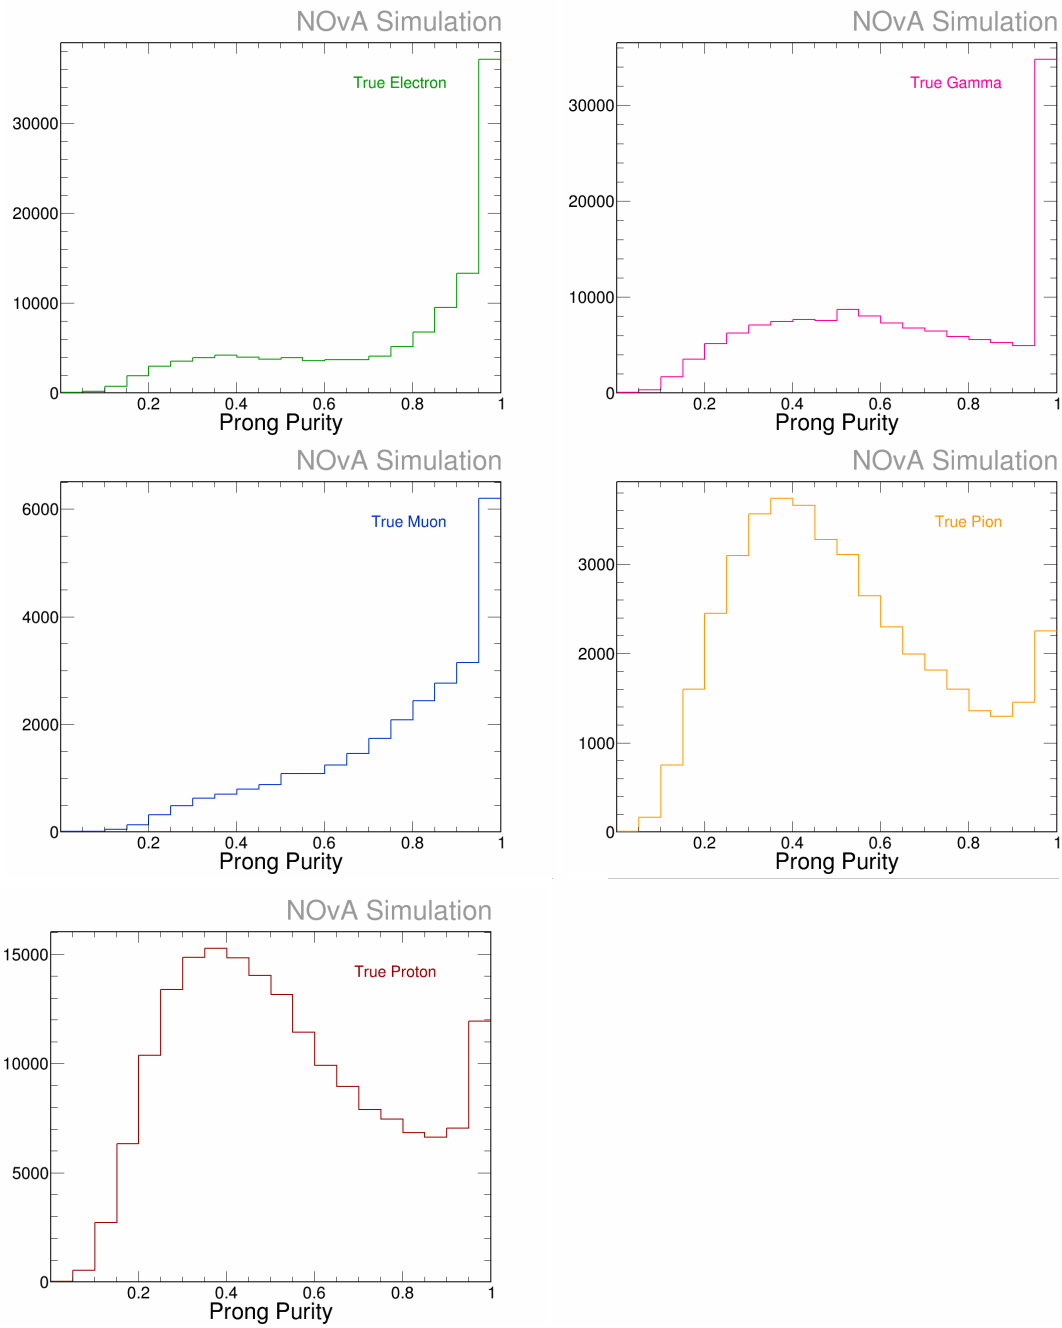 NOvA Simulation
True Electron
30000
20000
10000
0
0.2 0.4 0.6 0.8 1
Prong Purity
NOvA Simulation
True Gamma
30000
20000
10000
0
0.2 0.4 0.6 0.8 1
Prong Purity
NOvA Simulation
True Muon
6000
4000
2000
0
0.2 0.4 0.6 0.8 1
Prong Purity
NOvA Simulation
True Pion
3000
2000
1000
0
0.2 0.4 0.6 0.8 1
Prong Purity
NOvA Simulation
True Proton
15000
10000
5000
0
0.2 0.4 0.6 0.8 1
Prong Purity